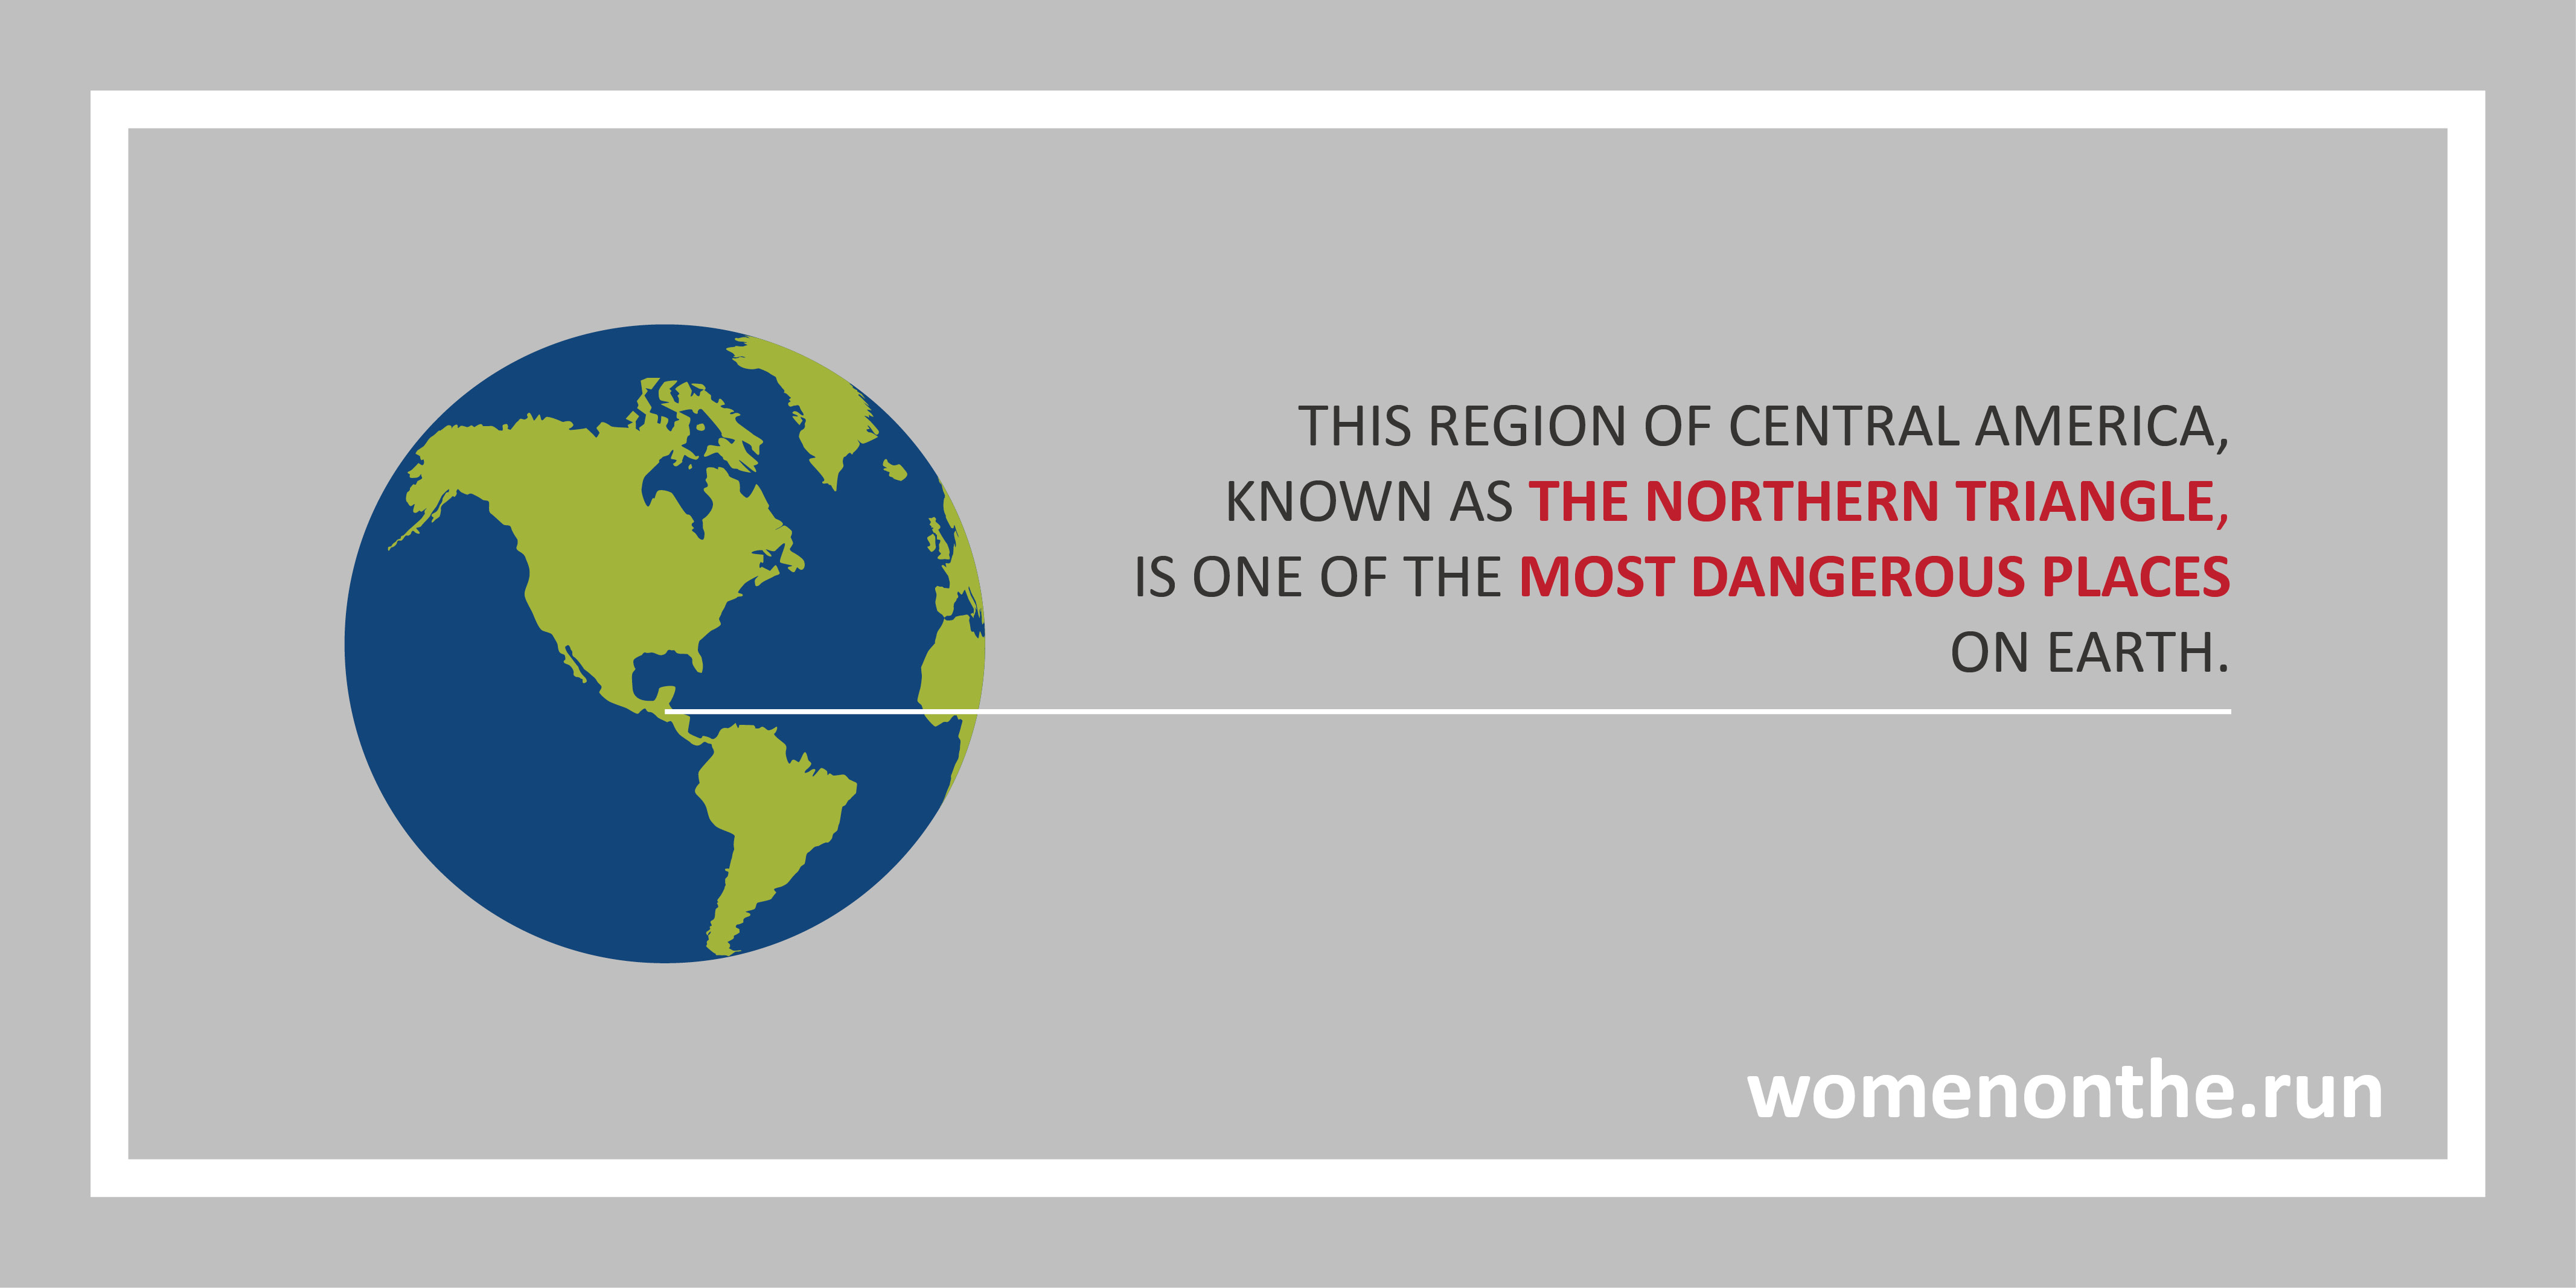 THIS REGION OF CENTRAL AMERICA,
KNOWN AS THE NORTHERN TRIANGLE,
IS ONE OF THE MOST DANGEROUS PLACES
ON EARTH.
womenonthe.run